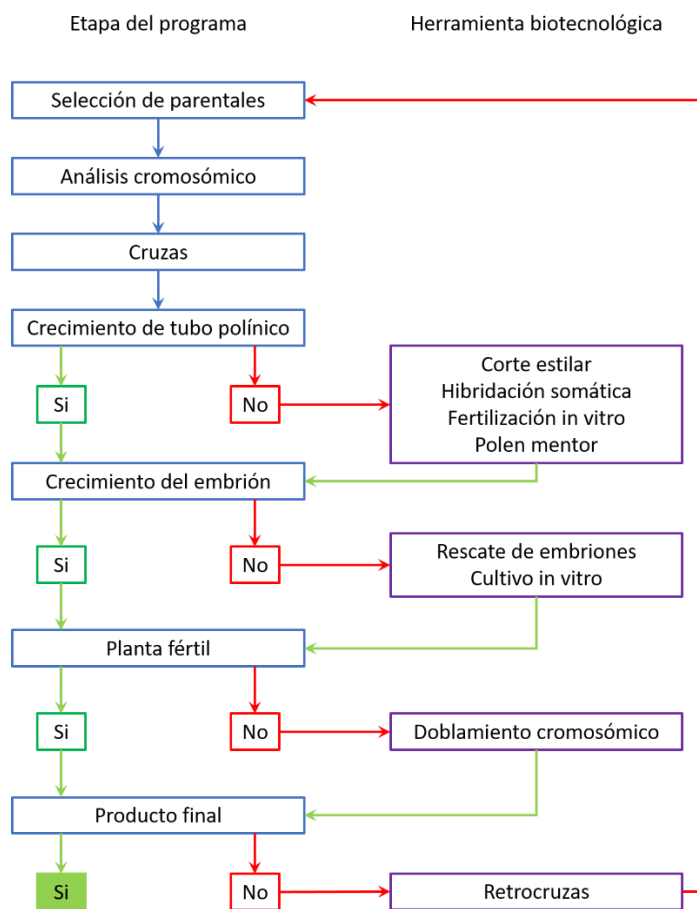 Etapa del programa
Herramienta biotecnológica
Selección de parentales
Análisis cromosómico
Cruzas
Crecimiento de tubo polínico
Si
No
Corte estilar
Hibridación somática
Fertilización in vitro
Polen mentor
Crecimiento del embrión
Si
No
Rescate de embriones
Cultivo in vitro
Planta fértil
Si
No
Doblamiento cromosómico
Producto final
Si
No
Retrocruzas